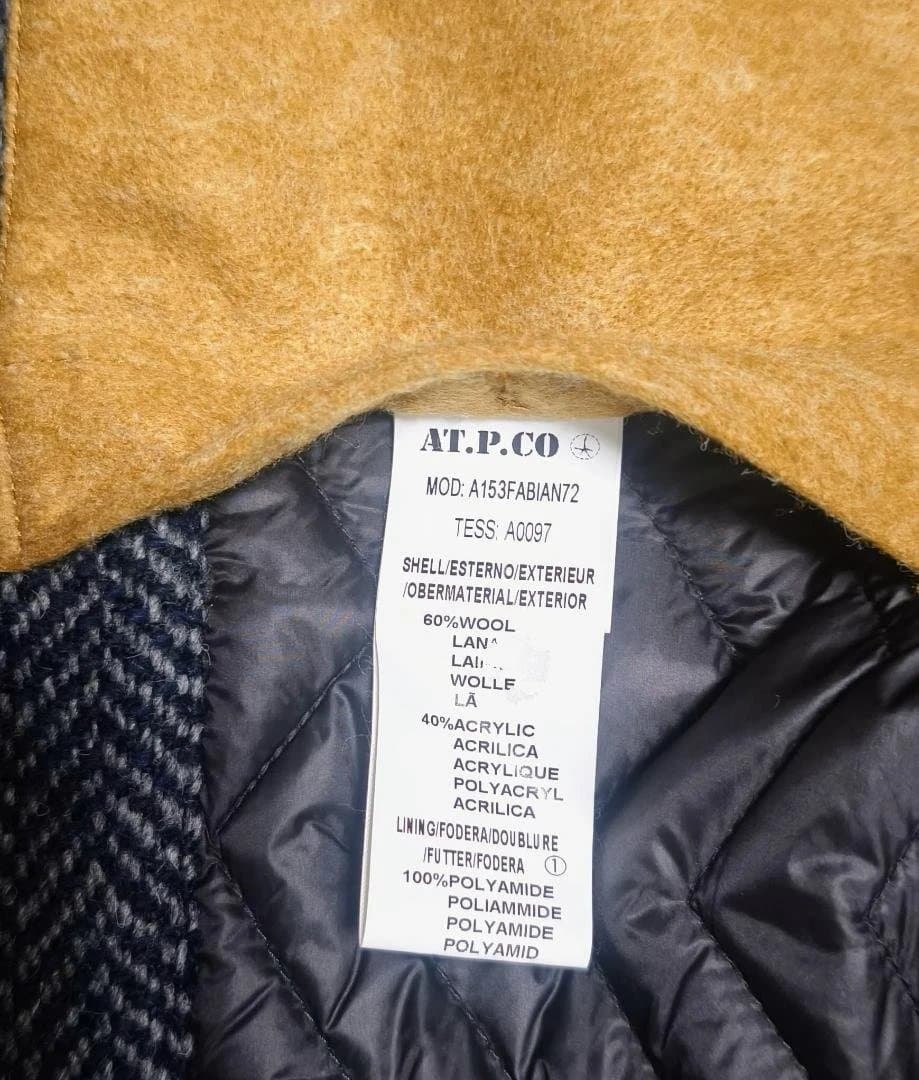 AT.P.CO
MOD: A153FABIAN72
TESS: A0097
SHELL/ESTERNO/EXTERIEUR
/OBERMATERIAL/EXTERIOR
60%WOOL
WOLLE
LÃ
40%ACRYLIC
ACRILICA
ACRYLIQUE
POLYACRYL
ACRILICA
LINING/FODERA/DOUBLURE
/FUTTER/FODERA ①
100%POLYAMIDE
POLIAMMIDE
POLYAMIDE
POLYAMID